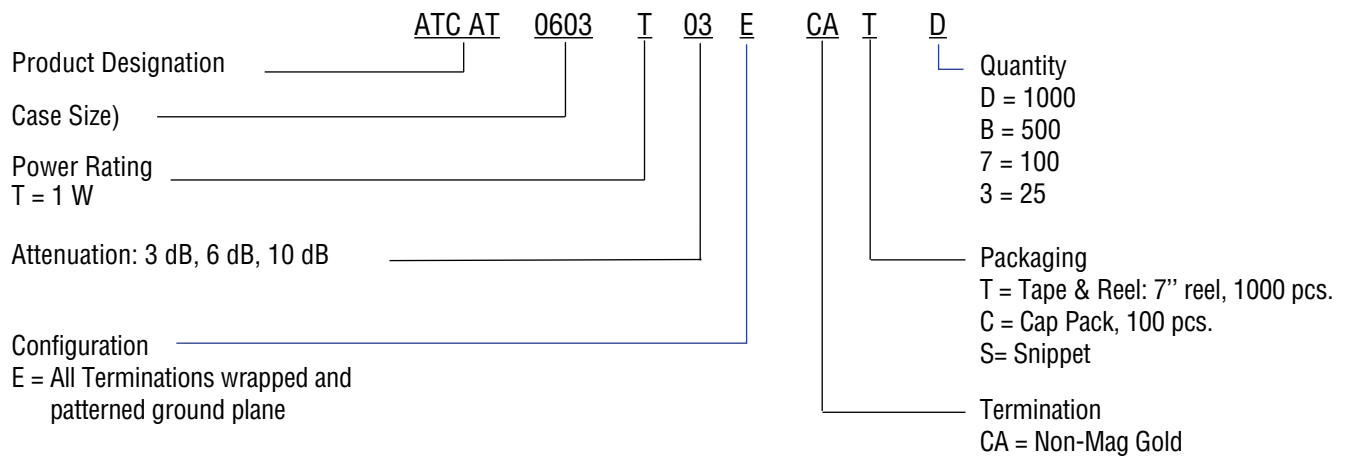 ATC AT 0603 T 03 E CA T D
Product Designation
Case Size)
Power Rating
T = 1 W
Attenuation: 3 dB, 6 dB, 10 dB
Configuration
E = All Terminations wrapped and
patterned ground plane
Quantity
D = 1000
B = 500
7 = 100
3 = 25
Packaging
T = Tape & Reel: 7’’ reel, 1000 pcs.
C = Cap Pack, 100 pcs.
S= Snippet
Termination
CA = Non-Mag Gold